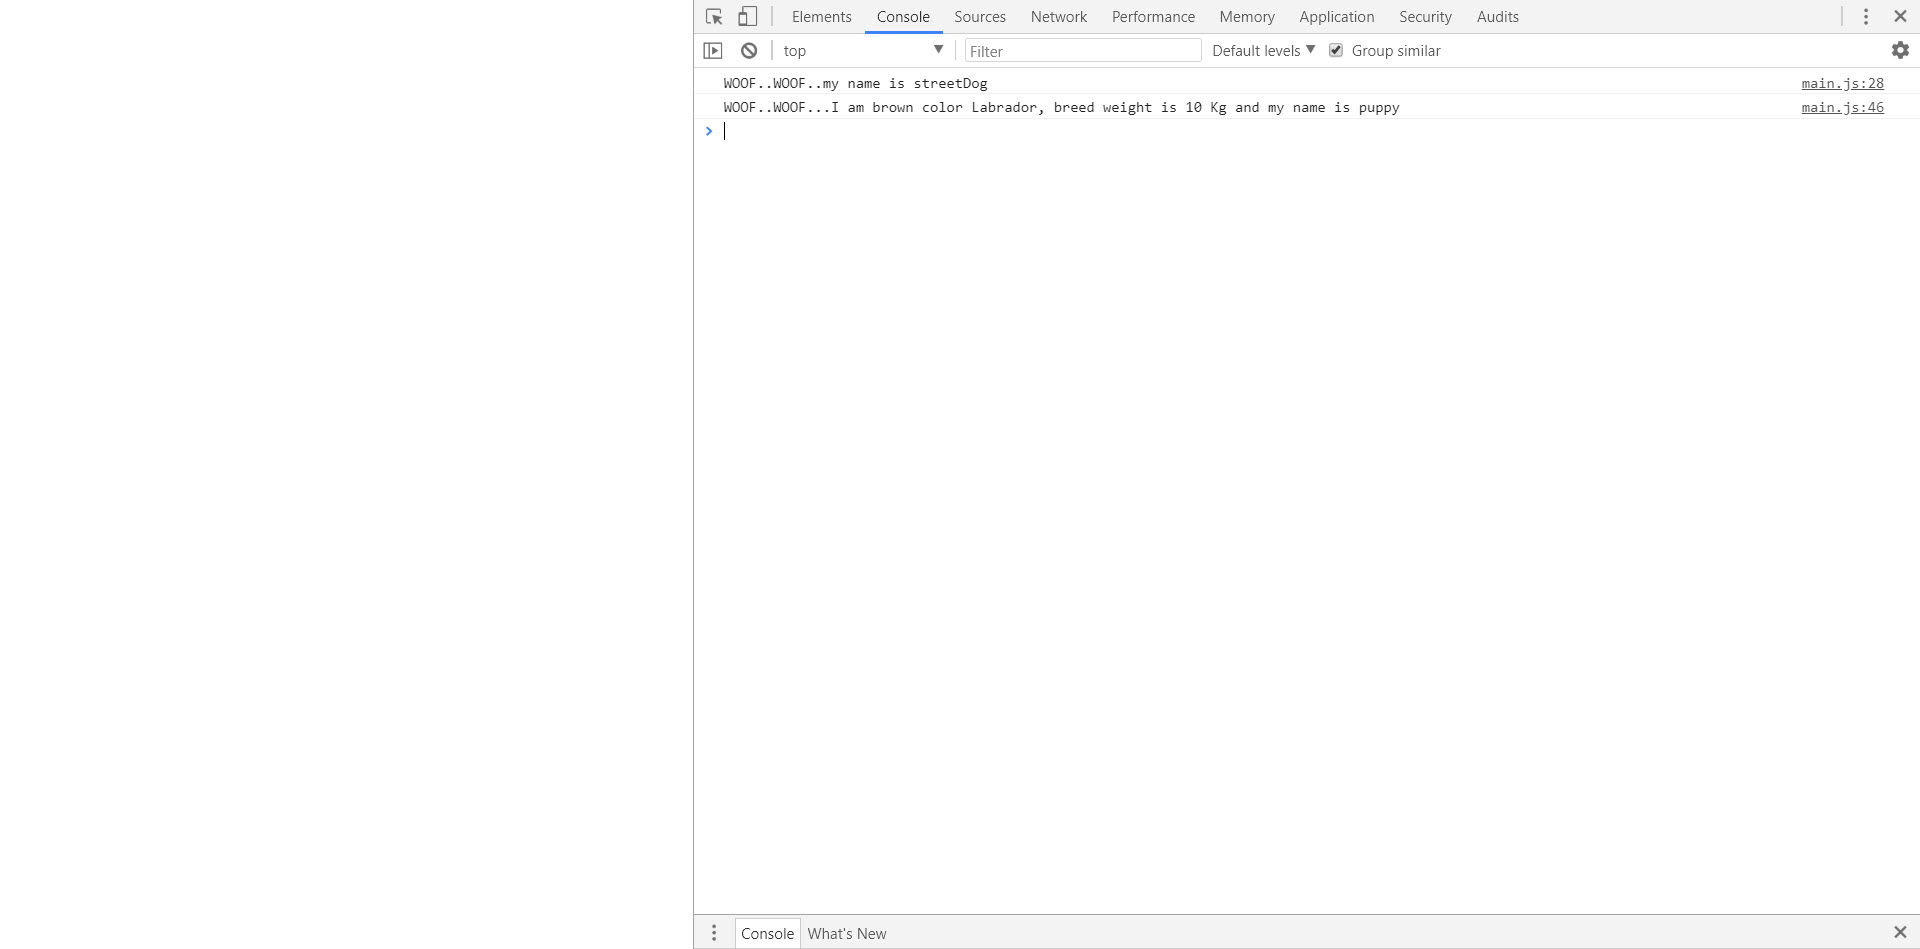 Elements Console Sources Network Performance Memory Application Security Audits
top Filter Default levels Group similar
WOOF..WOOF..my name is streetDog main.js:28
WOOF..WOOF...I am brown color Labrador, breed weight is 10 Kg and my name is puppy main.js:46
Console What's New